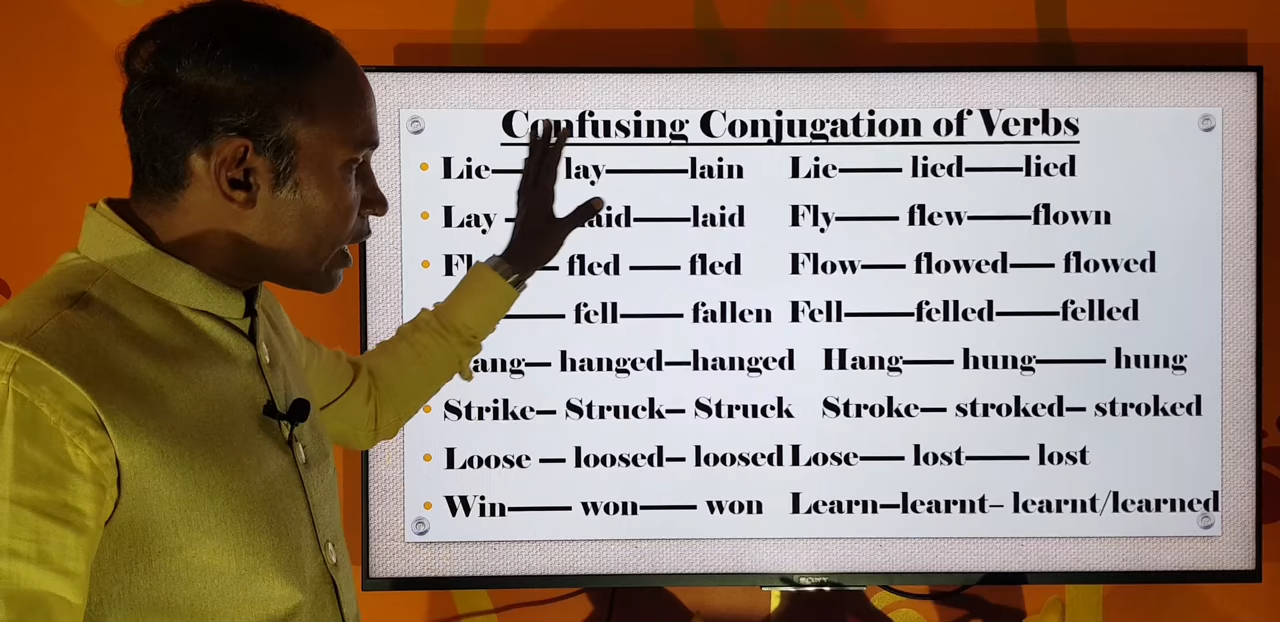 Confusing Conjugation of Verbs
• Lie— lay——lain Lie—— lied——lied
• Lay — laid——laid Fly—— flew——flown
• — fled —— fled Flow— flowed— flowed
—— fell—— fallen Fell——felled——felled
hanged—hanged Hang—— hung—— hung
• Strike– Struck– Struck Stroke– stroked– stroked
• Loose — loosed– loosed Lose—— lost—— lost
• Win—— won—— won Learn–learnt– learnt/learned
SONY